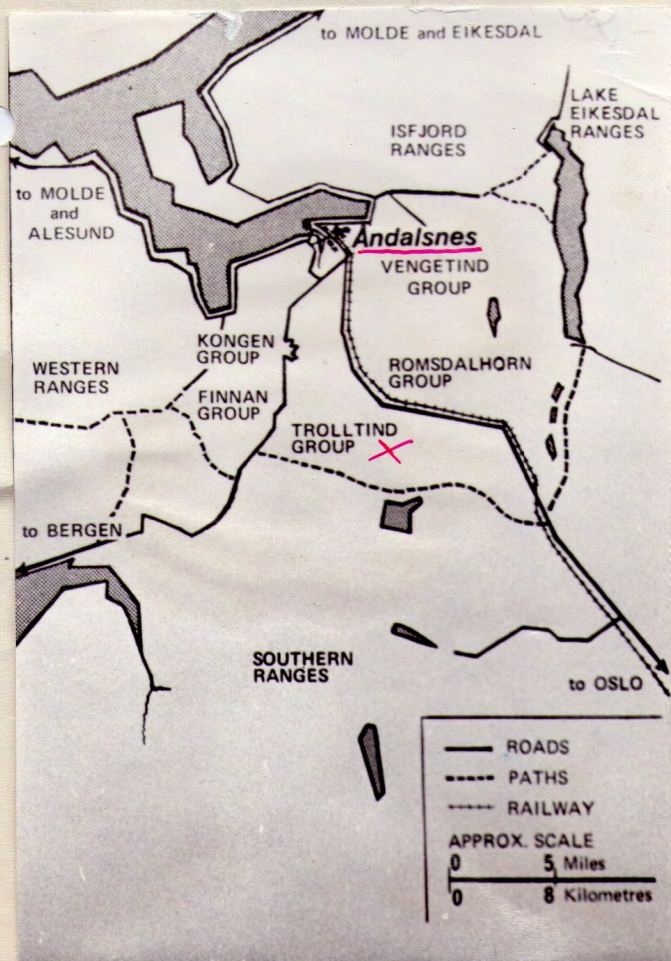 to MOLDE and EIKESDAL
LAKE
EIKESDAL
RANGES
ISFJORD
RANGES
to MOLDE
and
ALESUND
Andalsnes
VENGETIND
GROUP
KONGEN
GROUP
ROMSDALHORN
GROUP
WESTERN
RANGES
FINNAN
GROUP
TROLLTIND
GROUP
to BERGEN
SOUTHERN
RANGES
to OSLO
ROADS
PATHS
RAILWAY
APPROX. SCALE
0 5 Miles
0 8 Kilometres